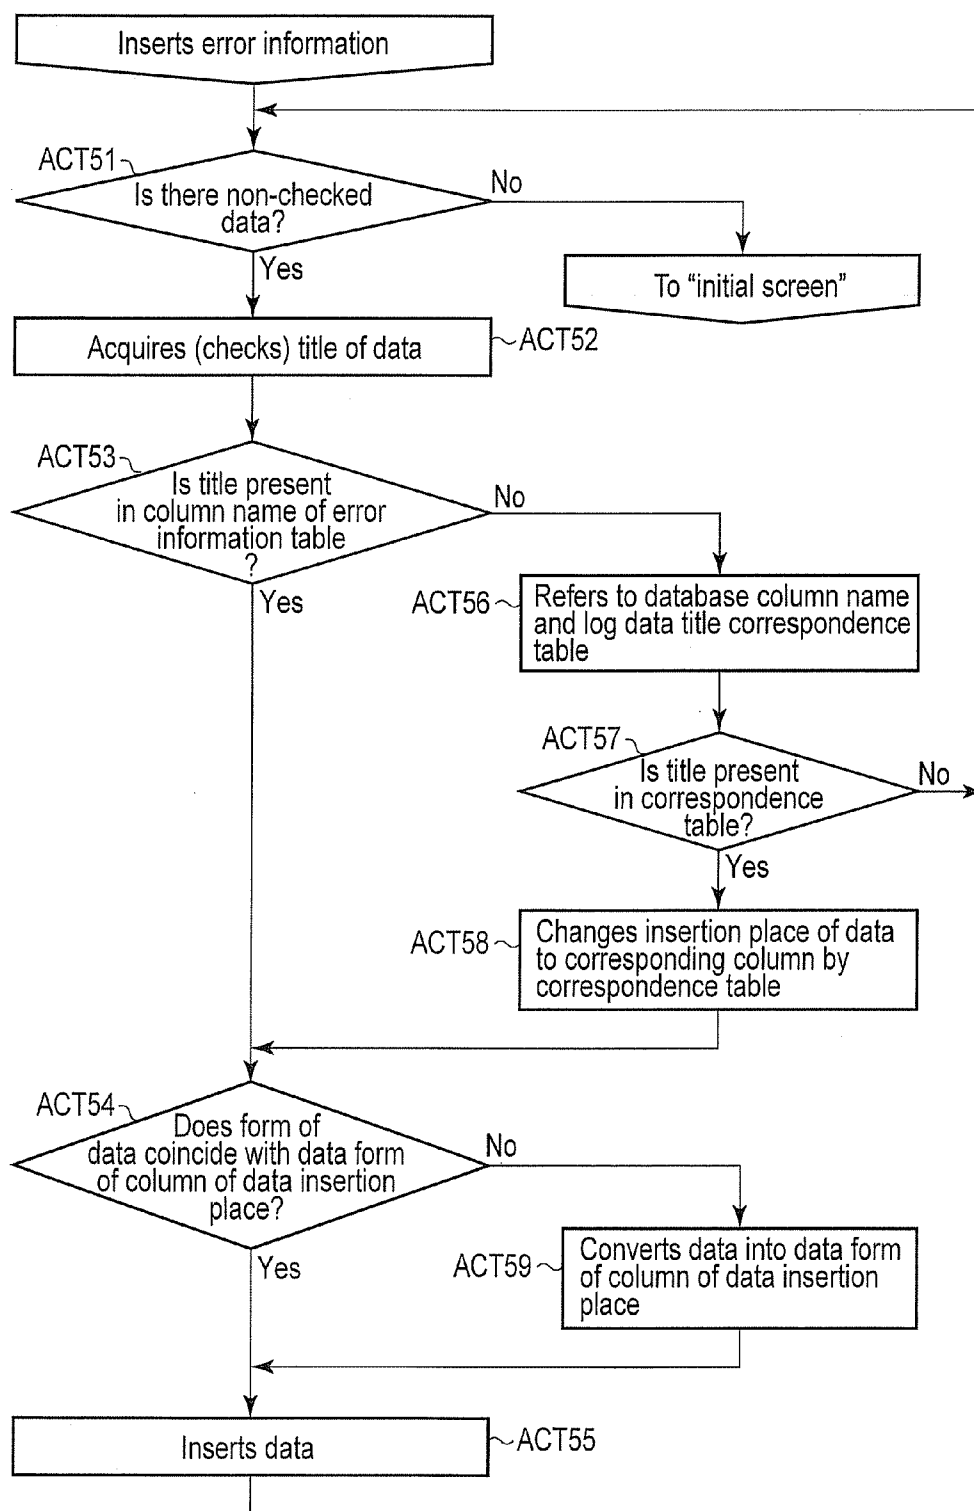 Inserts error information
ACT51
Is there non-checked
data?
No
Yes
To “initial screen”
Acquires (checks) title of data
ACT52
ACT53
Is title present
in column name of error
information table
?
No
Yes
ACT56
Refers to database column name
and log data title correspondence
table
ACT57
Is title present
in correspondence
table?
No
Yes
ACT58
Changes insertion place of data
to corresponding column by
correspondence table
ACT54
Does form of
data coincide with data form
of column of data insertion
place?
No
Yes
ACT59
Converts data into data form
of column of data insertion
place
Inserts data
ACT55